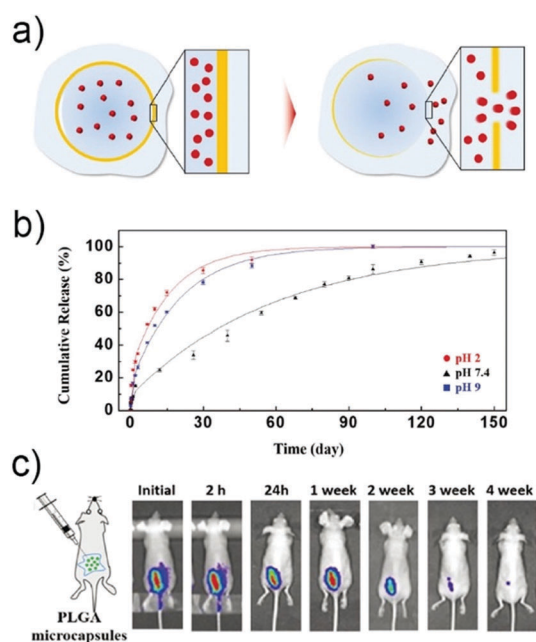 a)
b)
Cumulative Release (%)
100
80
60
40
20
0
pH 2
pH 7.4
pH 9
0 30 60 90 120 150
Time (day)
c)
Initial 2 h 24h 1 week 2 week 3 week 4 week
PLGA
microcapsules